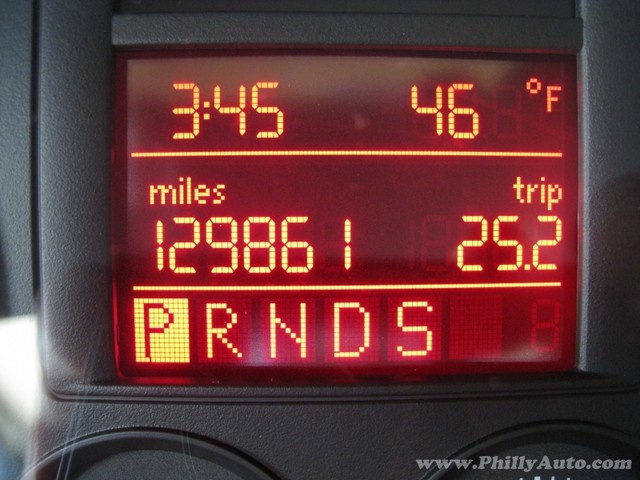 3:45 46 °F
miles trip
129861 25.2
P R N D S
www.PhillyAuto.com